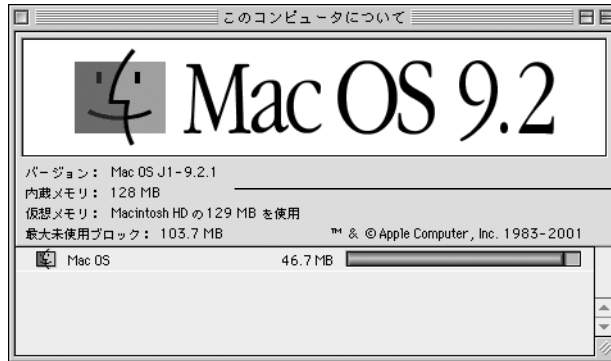 このコンピュータについて
Mac OS 9.2
バージョン： Mac OS J1-9.2.1
内蔵メモリ： 128 MB
仮想メモリ： Macintosh HD の 129 MB を使用
最大未使用ブロック： 103.7 MB
™ & © Apple Computer, Inc. 1983-2001
Mac OS 46.7 MB